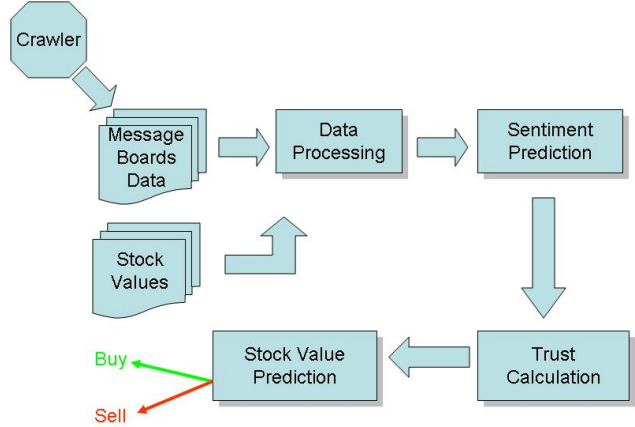 Crawler
Message
Boards
Data
Data
Processing
Sentiment
Prediction
Stock
Values
Trust
Calculation
Stock Value
Prediction
Buy
Sell